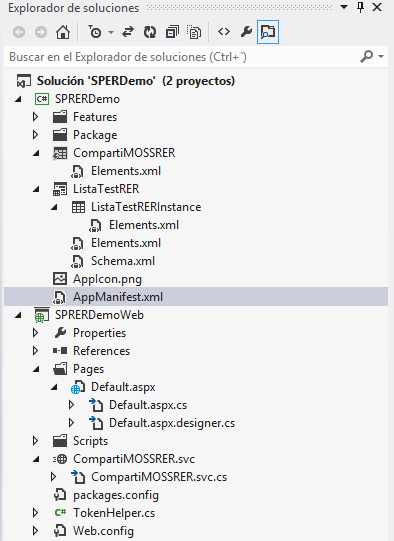 Explorador de soluciones
Buscar en el Explorador de soluciones (Ctrl+`)
Solución 'SPERDemo' (2 proyectos)
C# SPRERDemo
Features
Package
CompartiMOSSRER
Elements.xml
ListaTestRER
ListaTestRERInstance
Elements.xml
Elements.xml
Schema.xml
AppIcon.png
AppManifest.xml
SPRERDemoWeb
Properties
References
Pages
Default.aspx
Default.aspx.cs
Default.aspx.designer.cs
Scripts
CompartiMOSSRER.svc
CompartiMOSSRER.svc.cs
packages.config
C# TokenHelper.cs
Web.config